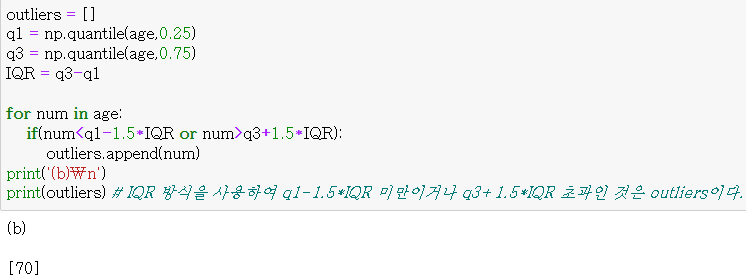 outliers = []
q1 = np.quantile(age,0.25)
q3 = np.quantile(age,0.75)
IQR = q3-q1
for num in age:
    if(num<q1-1.5*IQR or num>q3+1.5*IQR):
        outliers.append(num)
print('(b)₩n')
print(outliers) # IQR 방식을 사용하여 q1-1.5*IQR 미만이거나 q3+1.5*IQR 초과인 것은 outliers이다.
(b)
[70]